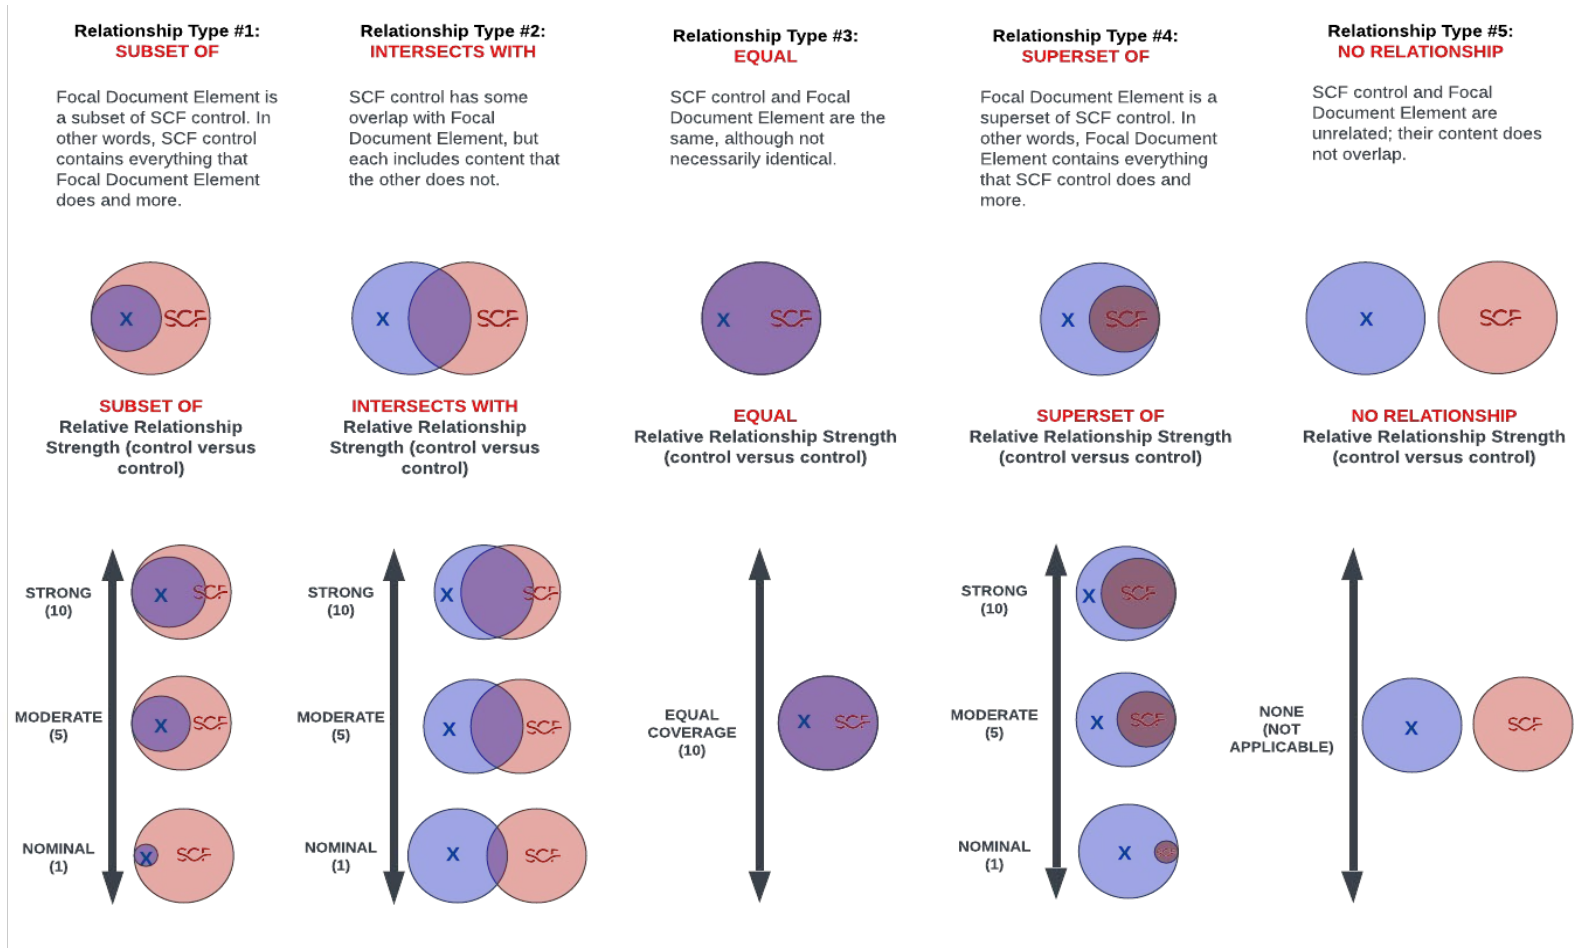 Relationship Type #1:
SUBSET OF
Focal Document Element is
a subset of SCF control. In
other words, SCF control
contains everything that
Focal Document Element
does and more.
X SCF
SUBSET OF
Relative Relationship
Strength (control versus
control)
STRONG
(10)
X SCF
MODERATE
(5)
X SCF
NOMINAL
(1)
X SCF
Relationship Type #2:
INTERSECTS WITH
SCF control has some
overlap with Focal
Document Element, but
each includes content that
the other does not.
X SCF
INTERSECTS WITH
Relative Relationship
Strength (control versus
control)
STRONG
(10)
X SCF
MODERATE
(5)
X SCF
NOMINAL
(1)
X SCF
Relationship Type #3:
EQUAL
SCF control and Focal
Document Element are the
same, although not
necessarily identical.
X SCF
EQUAL
Relative Relationship Strength
(control versus control)
EQUAL
COVERAGE
(10)
X SCF
Relationship Type #4:
SUPERSET OF
Focal Document Element is a
superset of SCF control. In
other words, Focal Document
Element contains everything
that SCF control does and
more.
X SCF
SUPERSET OF
Relative Relationship Strength
(control versus control)
STRONG
(10)
X SCF
MODERATE
(5)
X SCF
NOMINAL
(1)
X SCF
Relationship Type #5:
NO RELATIONSHIP
SCF control and Focal
Document Element are
unrelated; their content does
not overlap.
X SCF
NO RELATIONSHIP
Relative Relationship Strength
(control versus control)
NONE
(NOT
APPLICABLE)
X SCF